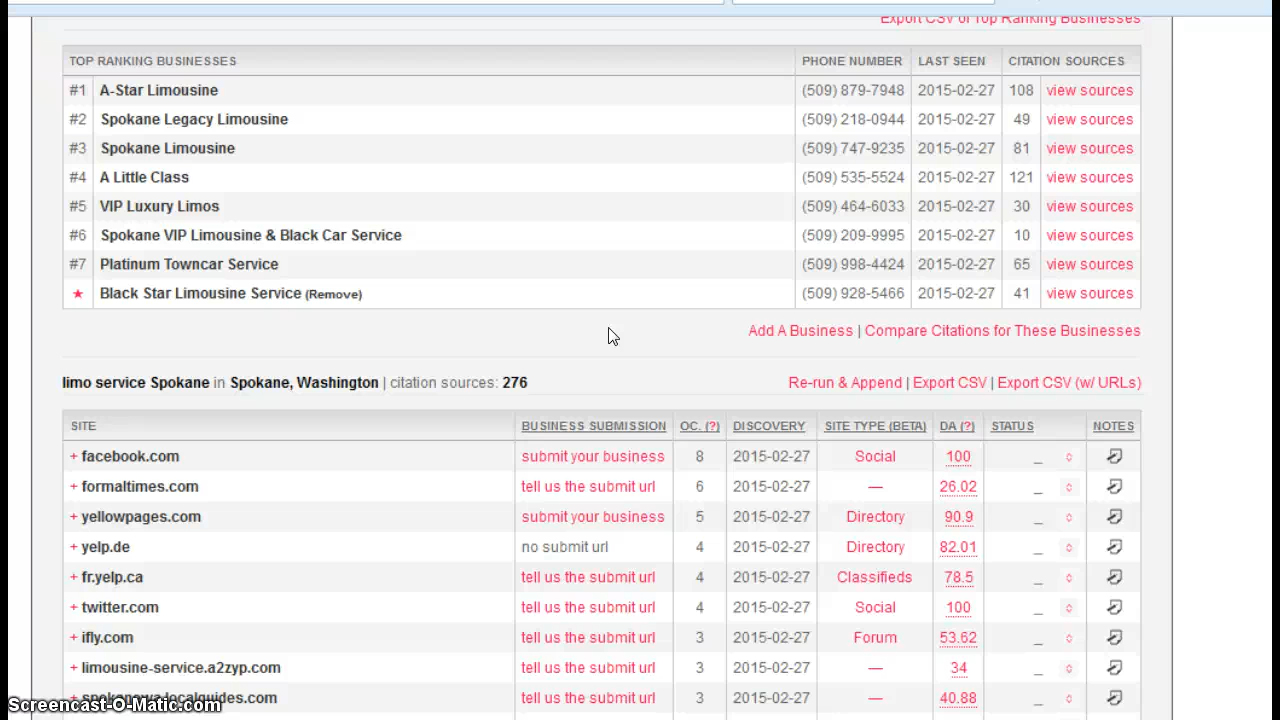 Export CSV of Top Ranking Businesses
TOP RANKING BUSINESSES PHONE NUMBER LAST SEEN CITATION SOURCES
#1 A-Star Limousine (509) 879-7948 2015-02-27 108 view sources
#2 Spokane Legacy Limousine (509) 218-0944 2015-02-27 49 view sources
#3 Spokane Limousine (509) 747-9235 2015-02-27 81 view sources
#4 A Little Class (509) 535-5524 2015-02-27 121 view sources
#5 VIP Luxury Limos (509) 464-6033 2015-02-27 30 view sources
#6 Spokane VIP Limousine & Black Car Service (509) 209-9995 2015-02-27 10 view sources
#7 Platinum Towncar Service (509) 998-4424 2015-02-27 65 view sources
★ Black Star Limousine Service (Remove) (509) 928-5466 2015-02-27 41 view sources
Add A Business | Compare Citations for These Businesses
limo service Spokane in Spokane, Washington | citation sources: 276 Re-run & Append | Export CSV | Export CSV (w/ URLs)
SITE BUSINESS SUBMISSION OC. (?) DISCOVERY SITE TYPE (BETA) DA (?) STATUS NOTES
+ facebook.com submit your business 8 2015-02-27 Social 100 _
+ formaltimes.com tell us the submit url 6 2015-02-27 — 26.02 _
+ yellowpages.com submit your business 5 2015-02-27 Directory 90.9 _
+ yelp.de no submit url 4 2015-02-27 Directory 82.01 _
+ fr.yelp.ca tell us the submit url 4 2015-02-27 Classifieds 78.5 _
+ twitter.com tell us the submit url 4 2015-02-27 Social 100 _
+ ifly.com tell us the submit url 3 2015-02-27 Forum 53.62 _
+ limousine-service.a2zyp.com tell us the submit url 3 2015-02-27 — 34 _
+ spokanewa.localguides.com tell us the submit url 3 2015-02-27 — 40.88 _
Screencast-O-Matic.com